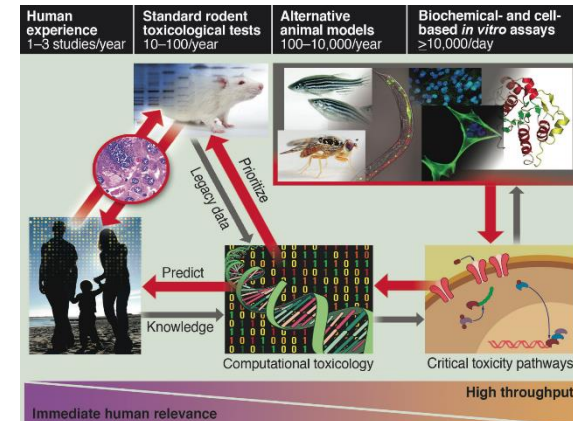 Human
experience
1–3 studies/year
Standard rodent
toxicological tests
10–100/year
Alternative
animal models
100–10,000/year
Biochemical- and cell-
based in vitro assays
≥10,000/day
Prioritize
Legacy data
Predict
Knowledge
Computational toxicology
Critical toxicity pathways
High throughput
Immediate human relevance